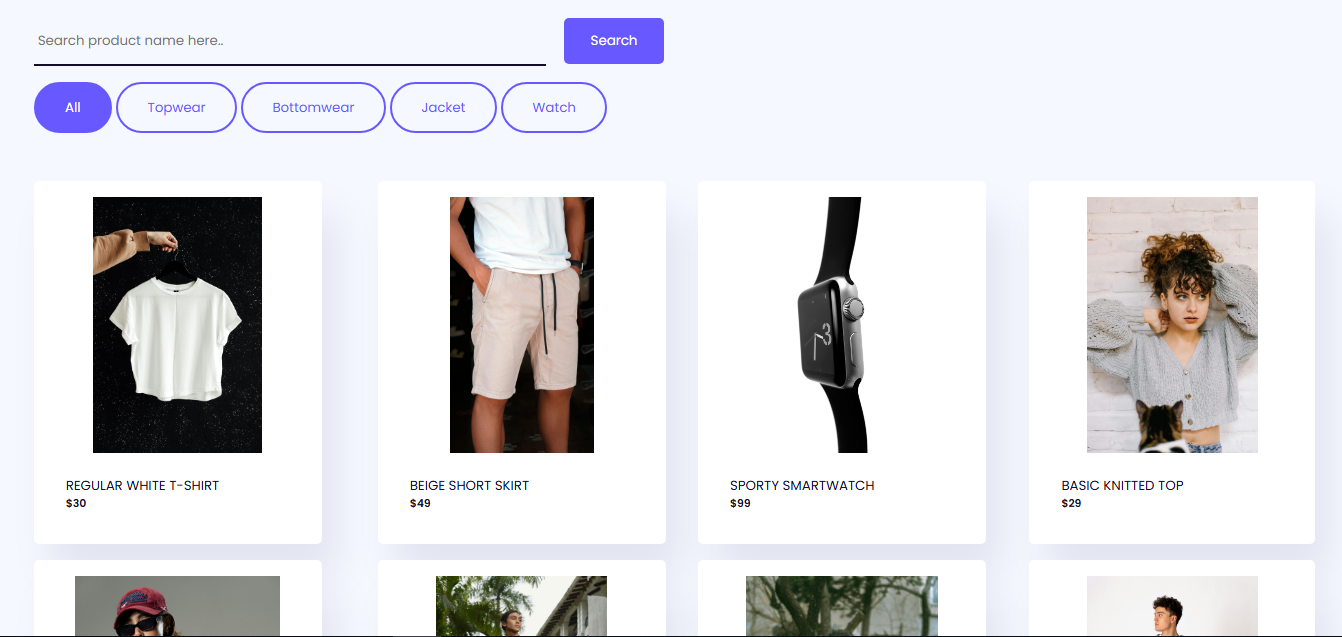 Search product name here..
Search
All
Topwear
Bottomwear
Jacket
Watch
REGULAR WHITE T-SHIRT
$30
BEIGE SHORT SKIRT
$49
SPORTY SMARTWATCH
$99
BASIC KNITTED TOP
$29